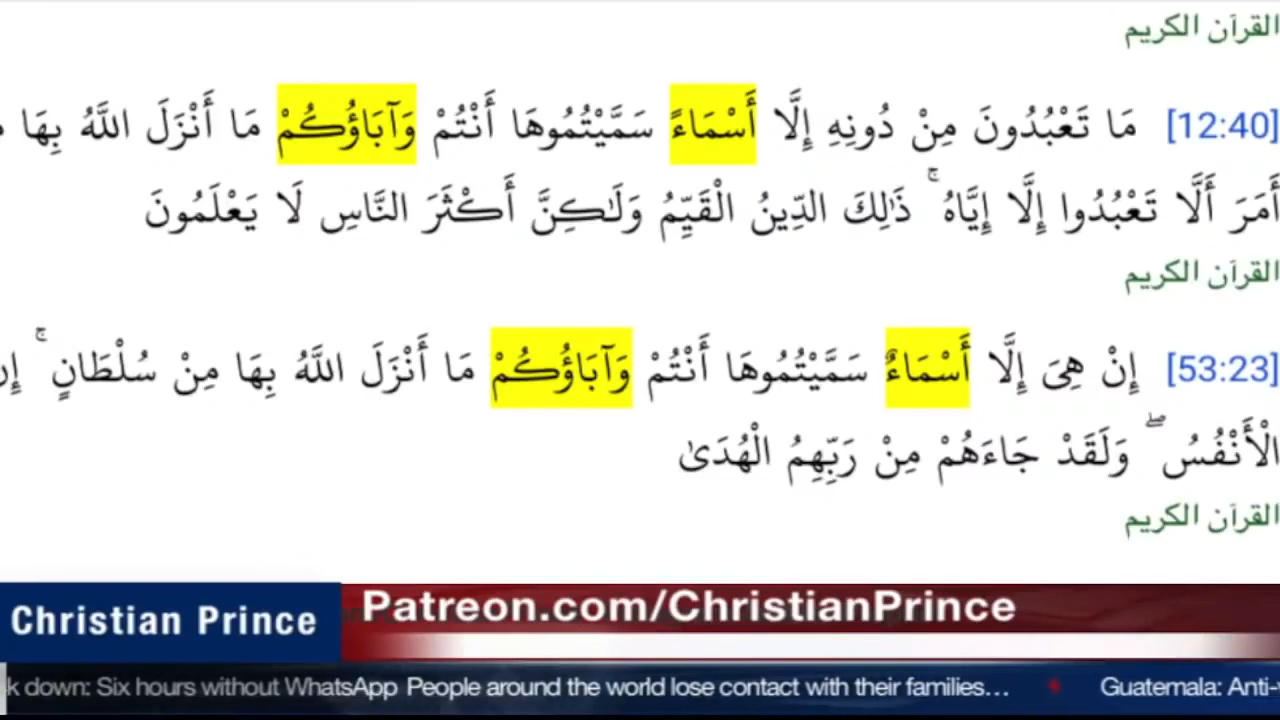 القرآن الكريم
[12:40] مَا تَعْبُدُونَ مِنْ دُونِهِ إِلَّا أَسْمَاءً سَمَّيْتُمُوهَا أَنْتُمْ وَآبَاؤُكُمْ مَا أَنْزَلَ اللَّهُ بِهَا
أَمَرَ أَلَّا تَعْبُدُوا إِلَّا إِيَّاهُ ۚ ذَٰلِكَ الدِّينُ الْقَيِّمُ وَلَٰكِنَّ أَكْثَرَ النَّاسِ لَا يَعْلَمُونَ
القرآن الكريم
[53:23] إِنْ هِيَ إِلَّا أَسْمَاءٌ سَمَّيْتُمُوهَا أَنْتُمْ وَآبَاؤُكُمْ مَا أَنْزَلَ اللَّهُ بِهَا مِنْ سُلْطَانٍ ۚ
الْأَنْفُسُ ۖ وَلَقَدْ جَاءَهُمْ مِنْ رَبِّهِمُ الْهُدَىٰ
القرآن الكريم
Patreon.com/ChristianPrince
Christian Prince
k down: Six hours without WhatsApp People around the world lose contact with their families... Guatemala: Anti-